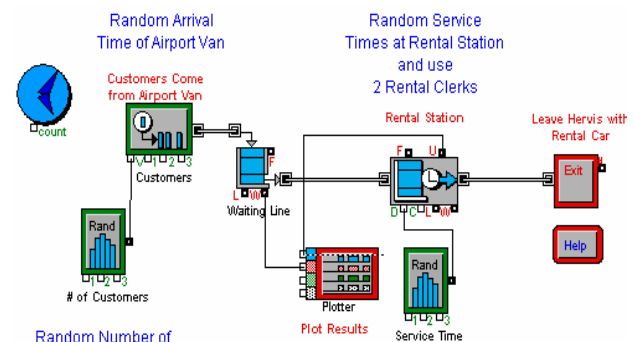 Random Arrival
Time of Airport Van
Random Service
Times at Rental Station
and use
2 Rental Clerks
Customers Come
from Airport Van
count
V 1 2 3
Customers
F
L W
Waiting Line
Rental Station
F U
D C L W
Leave Hervis with
Rental Car
Exit
Help
Rand
1 2 3
# of Customers
Plotter
Plot Results
Rand
1 2 3
Service Time
Random Number of